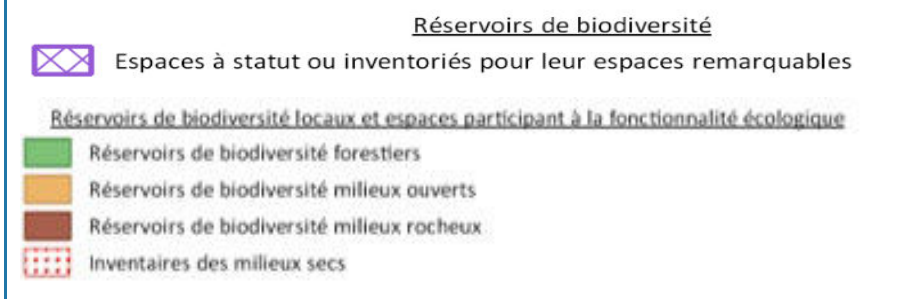 Réservoirs de biodiversité
Espaces à statut ou inventoriés pour leur espaces remarquables
Réservoirs de biodiversité locaux et espaces participant à la fonctionnalité écologique
Réservoirs de biodiversité forestiers
Réservoirs de biodiversité milieux ouverts
Réservoirs de biodiversité milieux rocheux
Inventaires des milieux secs